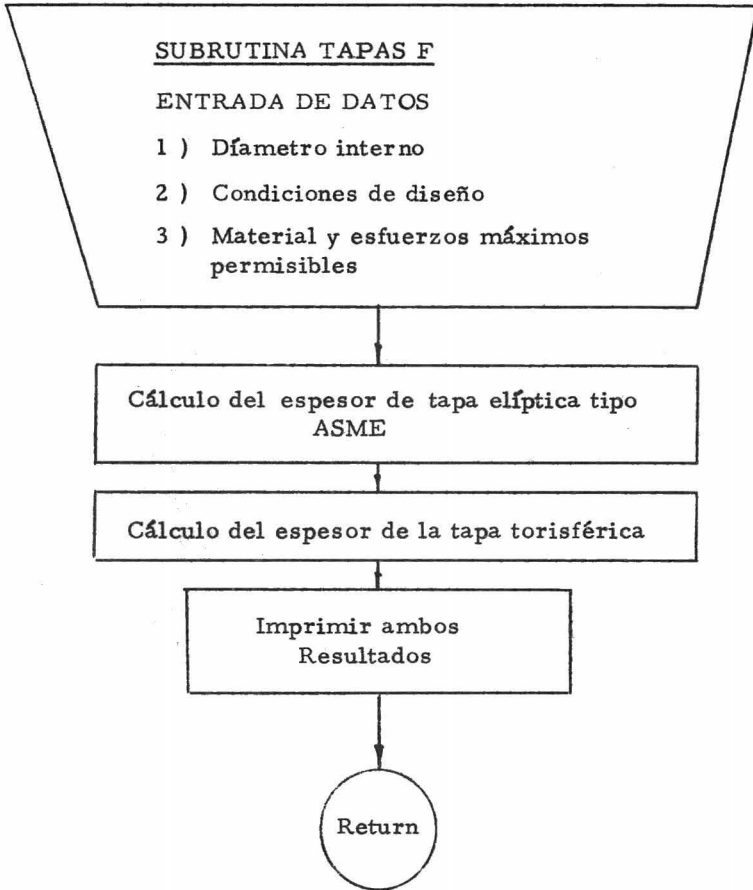 SUBRUTINA TAPAS F
ENTRADA DE DATOS
1 ) Díametro interno
2 ) Condiciones de diseño
3 ) Material y esfuerzos máximos
permisibles
Cálculo del espesor de tapa elíptica tipo
ASME
Cálculo del espesor de la tapa torisférica
Imprimir ambos
Resultados
Return